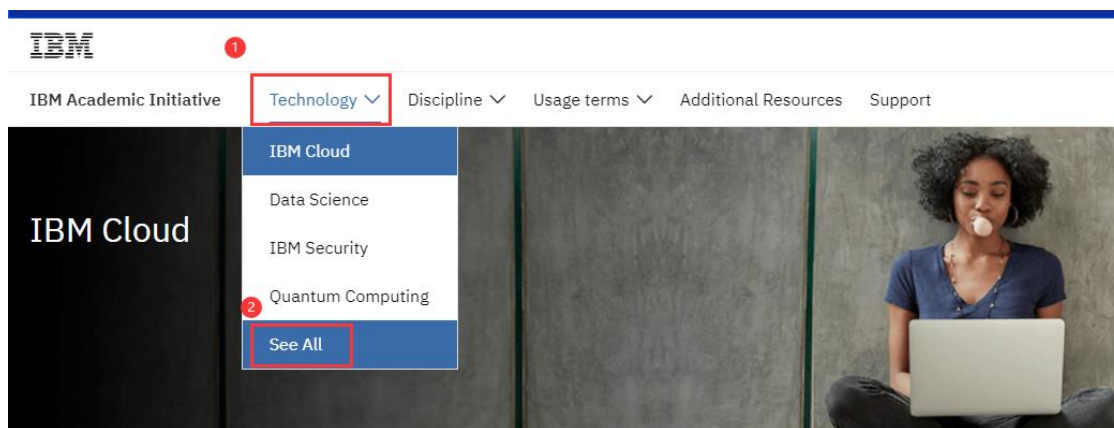 IBM
1
IBM Academic Initiative Technology Discipline Usage terms Additional Resources Support
IBM Cloud
Data Science
IBM Cloud
IBM Security
Quantum Computing
2
See All